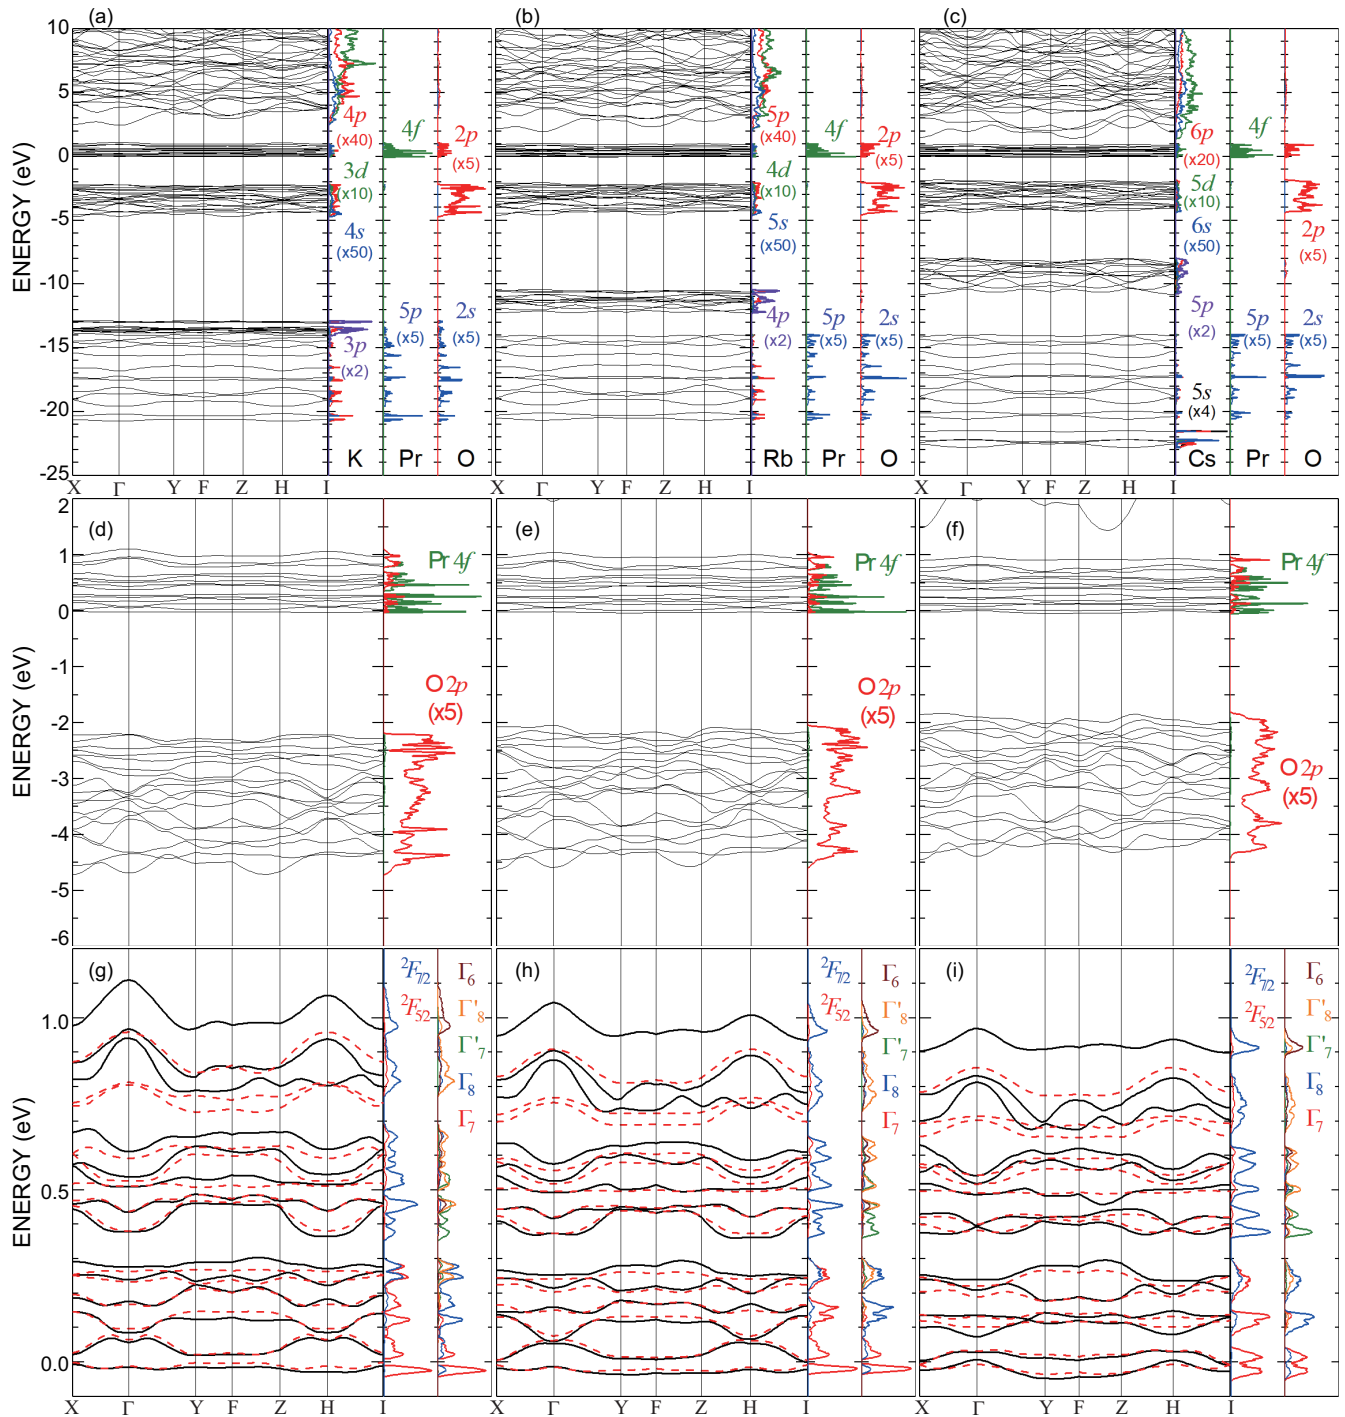 (a) (b) (c)
ENERGY (eV)
10
5
0
-5
-10
-15
-20
-25
4p
(x40)
3d
(x10)
4s
(x50)
3p
(x2)
4f
5p
(x5)
2p
(x5)
2s
(x5)
K Pr O
5p
(x40)
4d
(x10)
5s
(x50)
4p
(x2)
4f
5p
(x5)
2p
(x5)
2s
(x5)
Rb Pr O
6p
(x20)
5d
(x10)
6s
(x50)
5p
(x2)
5s
(x4)
4f
5p
(x5)
2p
(x5)
2s
(x5)
Cs Pr O
X Γ Y F Z H I
X Γ Y F Z H I
X Γ Y F Z H I
(d) (e) (f)
ENERGY (eV)
2
1
0
-1
-2
-3
-4
-5
-6
Pr 4f
O 2p
(x5)
Pr 4f
O 2p
(x5)
Pr 4f
O 2p
(x5)
(g) (h) (i)
ENERGY (eV)
1.0
0.5
0.0
²F7/2
²F5/2
Γ6
Γ'8
Γ'7
Γ8
Γ7
²F7/2
²F5/2
Γ6
Γ'8
Γ'7
Γ8
Γ7
²F7/2
²F5/2
Γ6
Γ'8
Γ'7
Γ8
Γ7
X Γ Y F Z H I
X Γ Y F Z H I
X Γ Y F Z H I